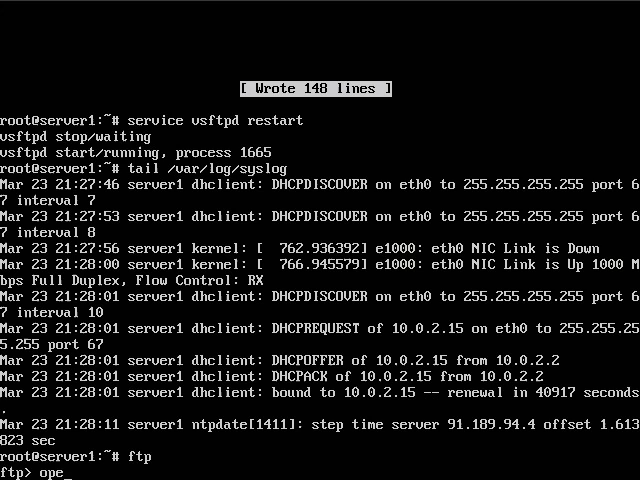 [ Wrote 148 lines ]
root@server1:~# service vsftpd restart
vsftpd stop/waiting
vsftpd start/running, process 1665
root@server1:~# tail /var/log/syslog
Mar 23 21:27:46 server1 dhclient: DHCPDISCOVER on eth0 to 255.255.255.255 port 6
7 interval 7
Mar 23 21:27:53 server1 dhclient: DHCPDISCOVER on eth0 to 255.255.255.255 port 6
7 interval 8
Mar 23 21:27:56 server1 kernel: [  762.936392] e1000: eth0 NIC Link is Down
Mar 23 21:28:00 server1 kernel: [  766.945579] e1000: eth0 NIC Link is Up 1000 M
bps Full Duplex, Flow Control: RX
Mar 23 21:28:01 server1 dhclient: DHCPDISCOVER on eth0 to 255.255.255.255 port 6
7 interval 10
Mar 23 21:28:01 server1 dhclient: DHCPREQUEST of 10.0.2.15 on eth0 to 255.255.25
5.255 port 67
Mar 23 21:28:01 server1 dhclient: DHCPOFFER of 10.0.2.15 from 10.0.2.2
Mar 23 21:28:01 server1 dhclient: DHCPACK of 10.0.2.15 from 10.0.2.2
Mar 23 21:28:01 server1 dhclient: bound to 10.0.2.15 -- renewal in 40917 seconds
.
Mar 23 21:28:11 server1 ntpdate[1411]: step time server 91.189.94.4 offset 1.613
823 sec
root@server1:~# ftp
ftp> ope_